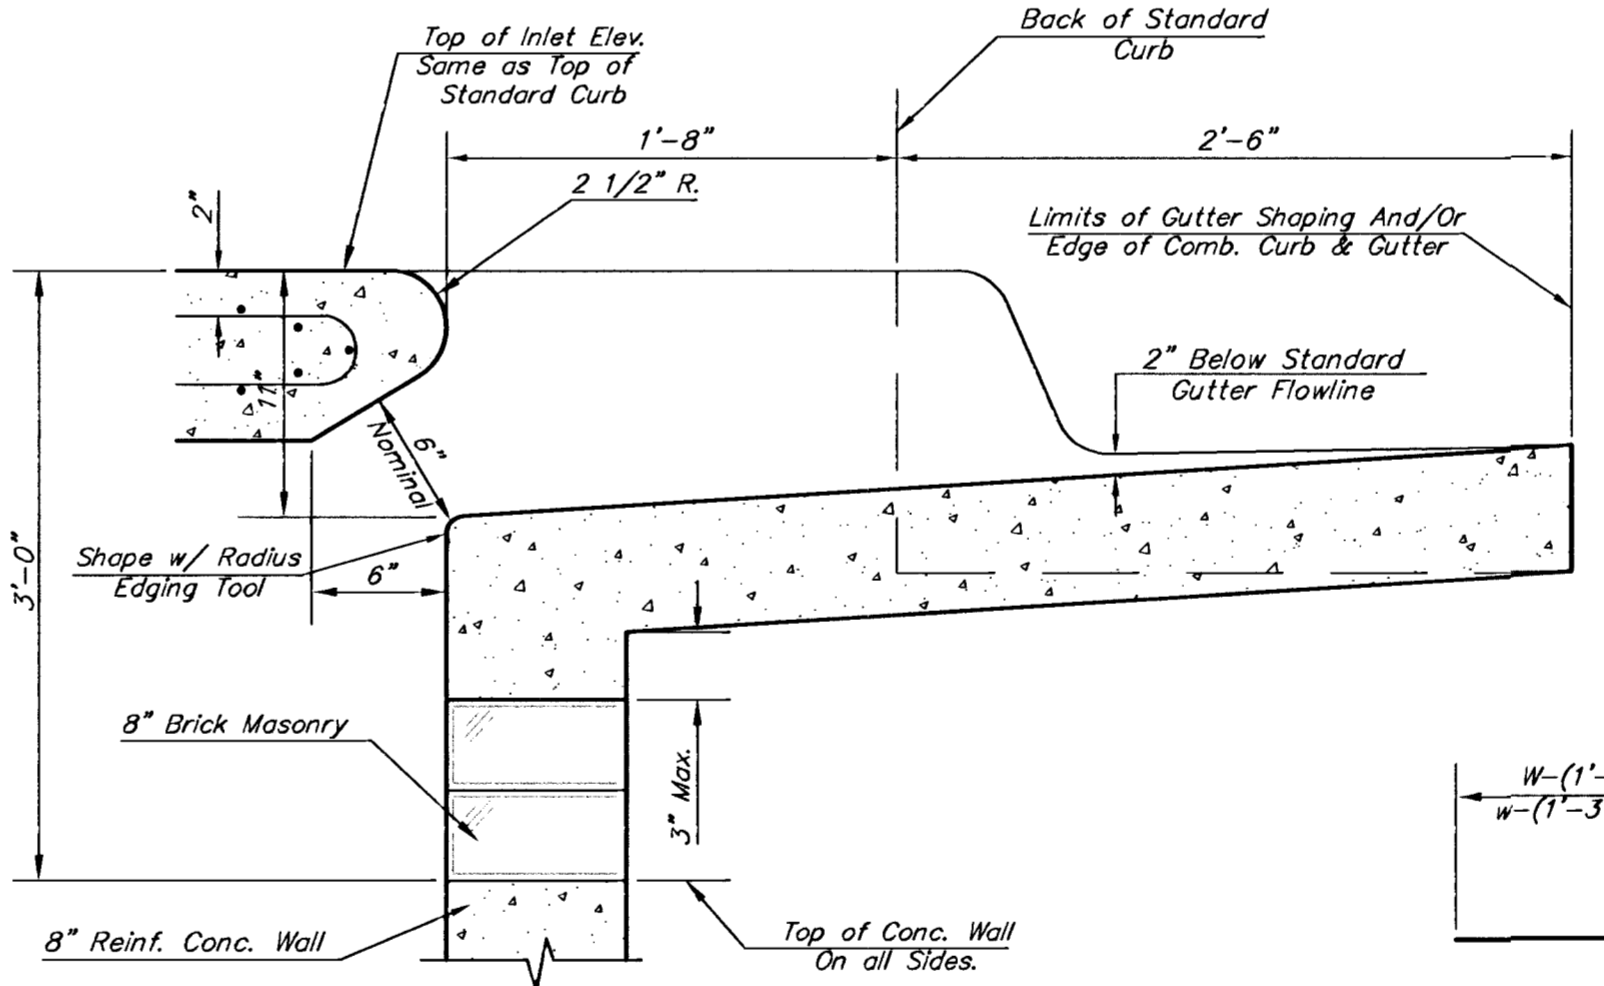 Top of Inlet Elev.
Same as Top of
Standard Curb
Back of Standard
Curb
1'-8"
2'-6"
2 1/2" R.
2"
Limits of Gutter Shaping And/Or
Edge of Comb. Curb & Gutter
2" Below Standard
Gutter Flowline
11"
6"
Nominal
3'-0"
Shape w/ Radius
Edging Tool
6"
8" Brick Masonry
3" Max.
W-(1'-
w-(1'-3
8" Reinf. Conc. Wall
Top of Conc. Wall
On all Sides.